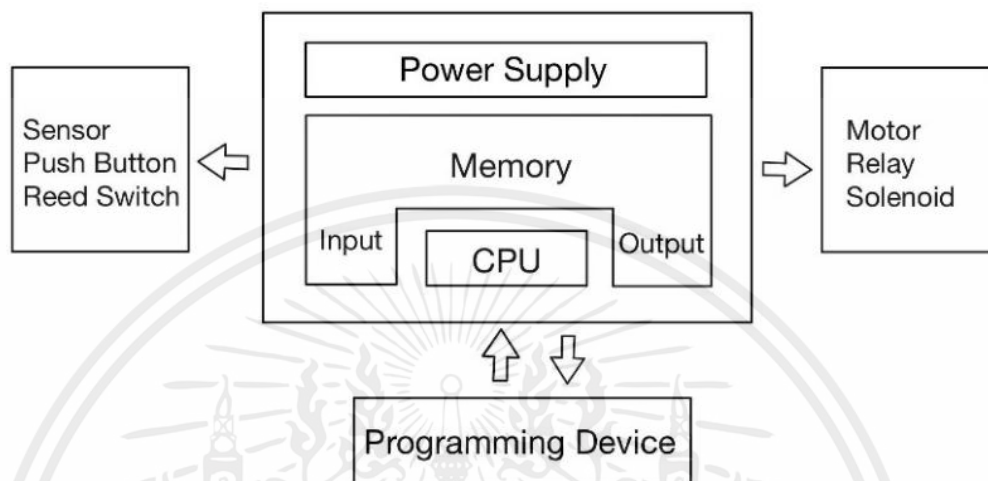 Power Supply
Sensor
Push Button
Reed Switch
Memory
Input
CPU
Output
Motor
Relay
Solenoid
Programming Device